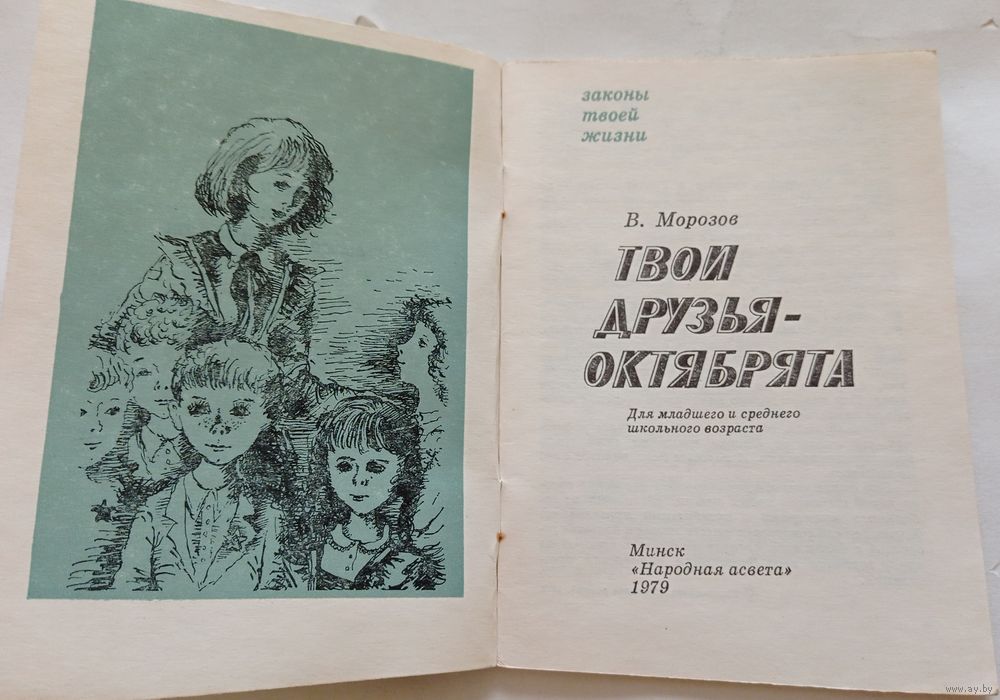 законы
твоей
жизни
В. Морозов
ТВОИ
ДРУЗЬЯ-
ОКТЯБРЯТА
Для младшего и среднего
школьного возраста
Минск
«Народная асвета»
1979
www.ay.by